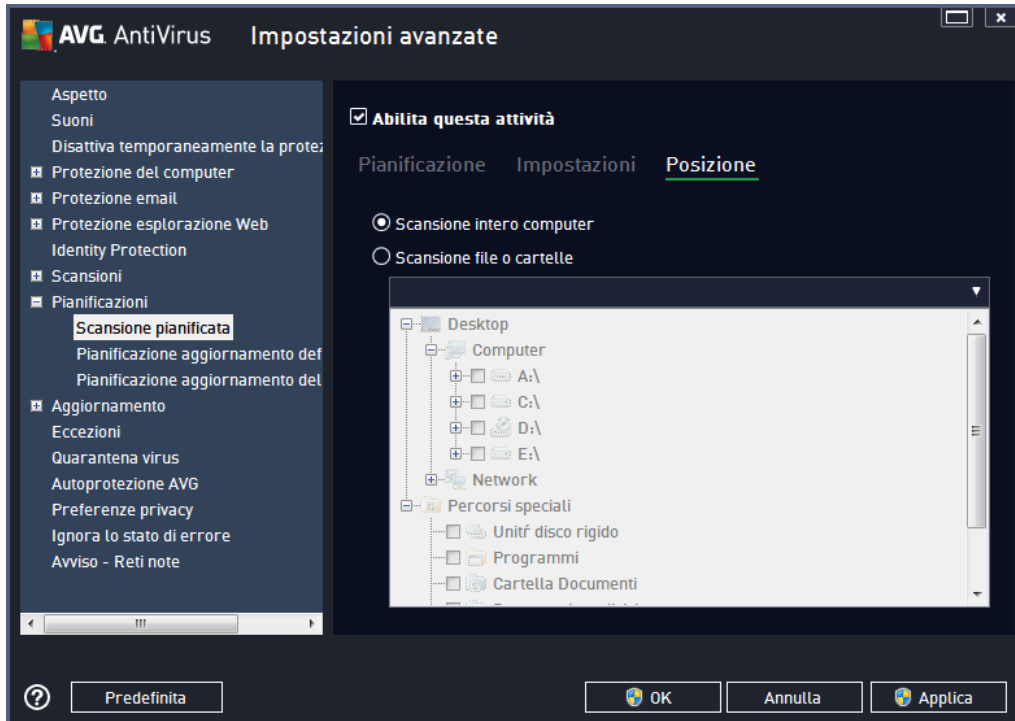 AVG. AntiVirus Impostazioni avanzate
Aspetto
Suoni
Disattiva temporaneamente la
Protezione del computer
Protezione email
Protezione esplorazione Web
Identity Protection
Scansioni
Pianificazioni
Scansione pianificata
Pianificazione aggiornamento def
Pianificazione aggiornamento del
Aggiornamento
Eccezioni
Quarantena virus
Autoprotezione AVG
Preferenze privacy
Ignora lo stato di errore
Avviso - Reti note
Abilita questa attività
Pianificazione Impostazioni Posizione
Scansione intero computer
Scansione file o cartelle
Desktop
Computer
A:\
C:\
D:\
E:\
Network
Percorsi speciali
Unitŕ disco rigido
Programmi
Cartella Documenti
? Predefinita OK Annulla Applica